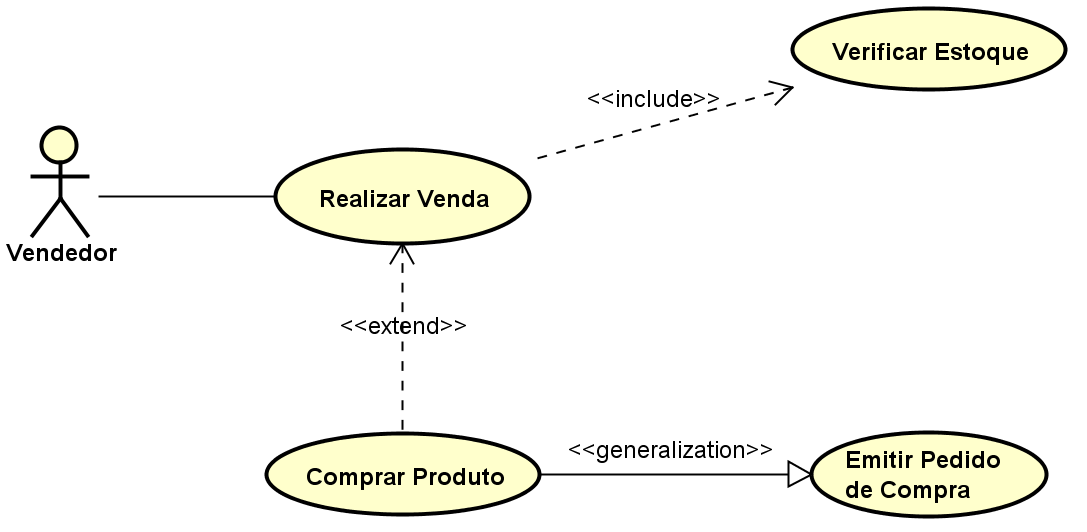 Verificar Estoque
<<include>>
Realizar Venda
Vendedor
<<extend>>
<<generalization>>
Comprar Produto
Emitir Pedido
de Compra